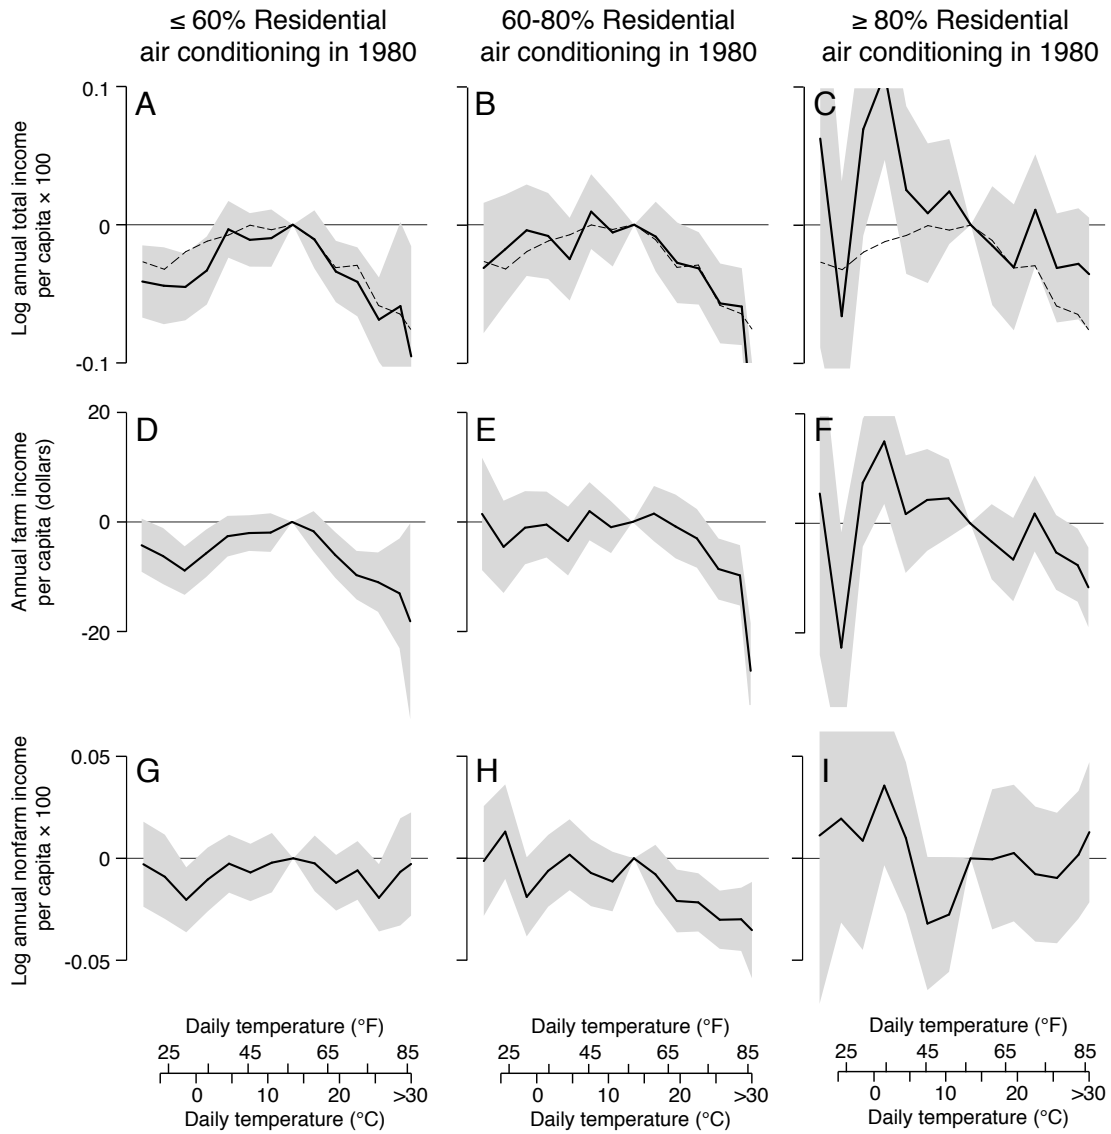 ≤ 60% Residential
air conditioning in 1980
60-80% Residential
air conditioning in 1980
≥ 80% Residential
air conditioning in 1980
Log annual total income
per capita × 100
0.1
0
-0.1
A
B
C
Annual farm income
per capita (dollars)
20
0
-20
D
E
F
Log annual nonfarm income
per capita × 100
0.05
0
-0.05
G
H
I
Daily temperature (°F)
25 45 65 85
0 10 20 >30
Daily temperature (°C)
Daily temperature (°F)
25 45 65 85
0 10 20 >30
Daily temperature (°C)
Daily temperature (°F)
25 45 65 85
0 10 20 >30
Daily temperature (°C)